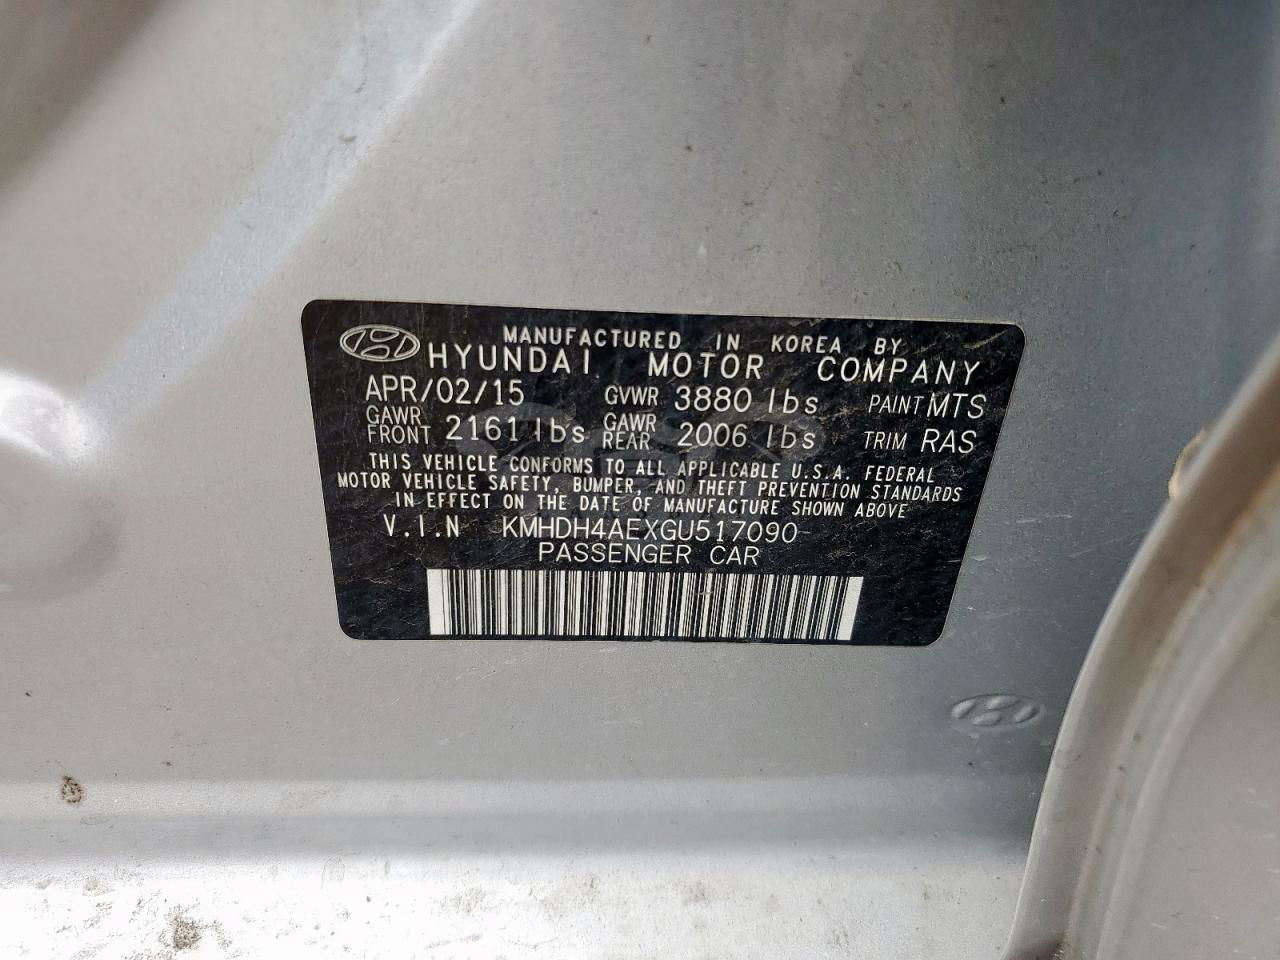 MANUFACTURED IN KOREA BY
HYUNDAI MOTOR COMPANY
APR/02/15 GVWR 3880 lbs PAINT MTS
GAWR FRONT 2161 lbs GAWR REAR 2006 lbs TRIM RAS
THIS VEHICLE CONFORMS TO ALL APPLICABLE U.S.A. FEDERAL
MOTOR VEHICLE SAFETY, BUMPER, AND THEFT PREVENTION STANDARDS
IN EFFECT ON THE DATE OF MANUFACTURE SHOWN ABOVE
V.I.N KMHDH4AEXGU517090
PASSENGER CAR